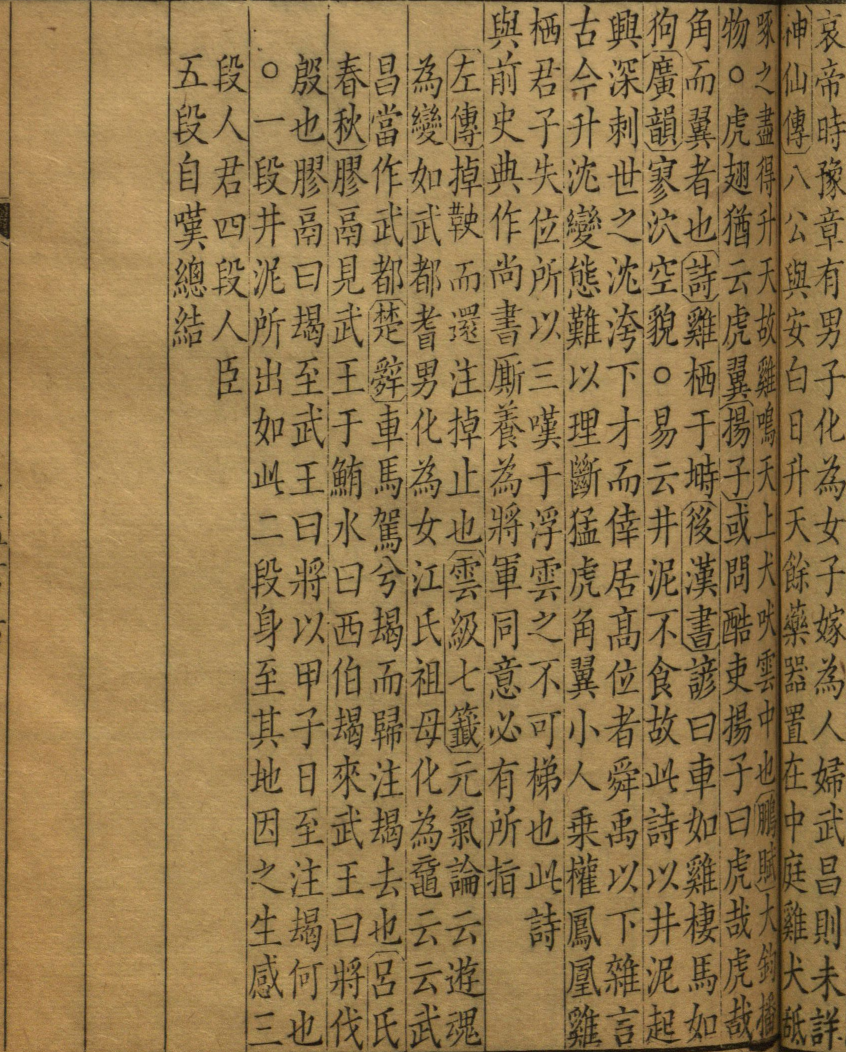 哀帝時豫章有男子化為女子嫁為人婦武昌則未詳
神仙傳八公與安白日升天餘藥器置在中庭雞犬䑛
啄之盡得升天故雞鳴天上犬吠雲中也鵬賦大鈞播
物○虎翅猶云虎翼揚子或問酷吏揚子曰虎哉虎哉
角而翼者也詩雞栖于塒後漢書諺曰車如雞棲馬如
狗廣韻寥泬空貌○易云井泥不食故此詩以井泥起
興深刺世之沈洿下才而倖居高位者舜禹以下雜言
古今升沈變態難以理斷猛虎角翼小人乘權鳳凰雞
栖君子失位所以三嘆于浮雲之不可梯也此詩
與前史典作尚書厮養為將軍同意必有所指
左傳掉鞅而還注掉止也雲級七籤元氣論云遊魂
為變如武都耆男化為女江氏祖母化為黿云云武
昌當作武都楚辭車馬駕兮朅而歸注朅去也呂氏
春秋膠鬲見武王于鮪水曰西伯朅來武王曰將伐
殷也膠鬲曰朅至武王曰將以甲子日至注朅何也
○一段井泥所出如此二段身至其地因之生感三
段人君四段人臣
五段自嘆總結